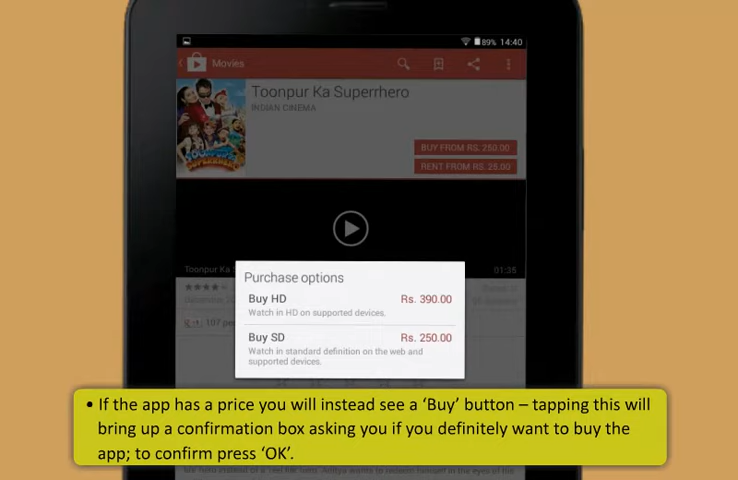 89% 14:40
Movies
Toonpur Ka Superrhero
INDIAN CINEMA
BUY FROM RS. 250.00
RENT FROM RS. 25.00
Toonpur Ka
01:36
Purchase options
Buy HD Rs. 390.00
Watch in HD on supported devices.
Buy SD Rs. 250.00
Watch in standard definition on the web and
supported devices.
107
• If the app has a price you will instead see a ‘Buy’ button – tapping this will
bring up a confirmation box asking you if you definitely want to buy the
app; to confirm press ‘OK’.